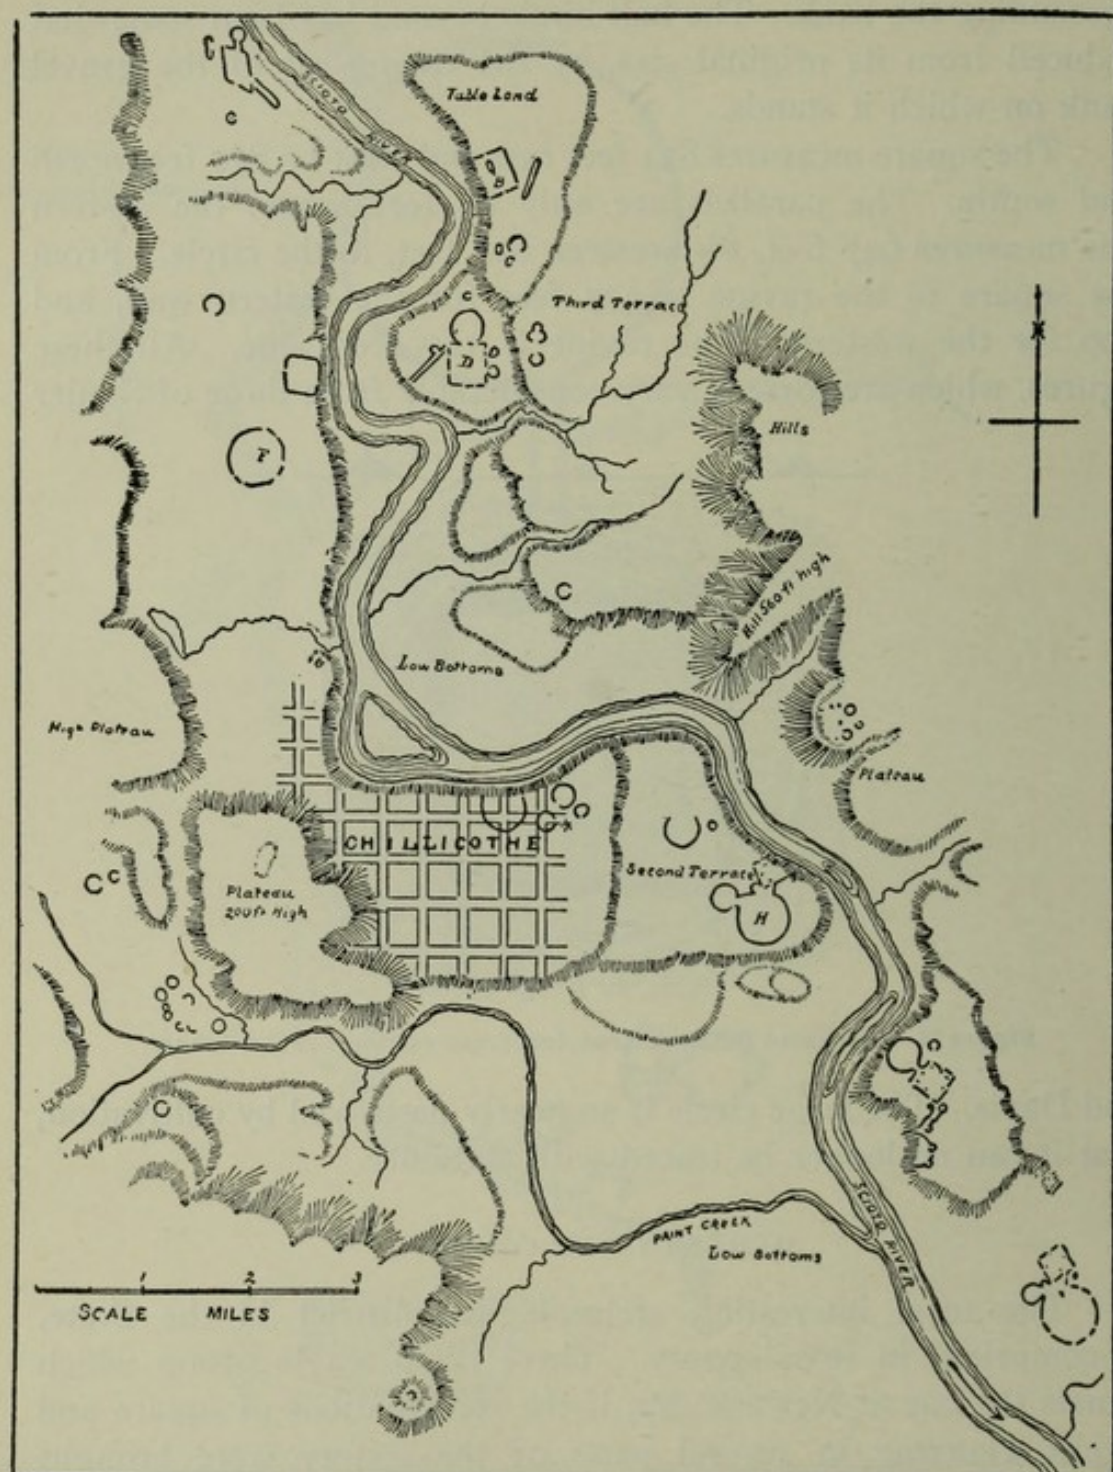 SCIOTO RIVER
Table Land
B
Third Terrace
D
Hills
F
Hill 560 ft high
Low Bottoms
High Plateau
Plateau
CHILLICOTHE
Second Terrace
Plateau
200 ft High
H
SCIOTO RIVER
PAINT CREEK
Low Bottoms
1 2 3
SCALE MILES